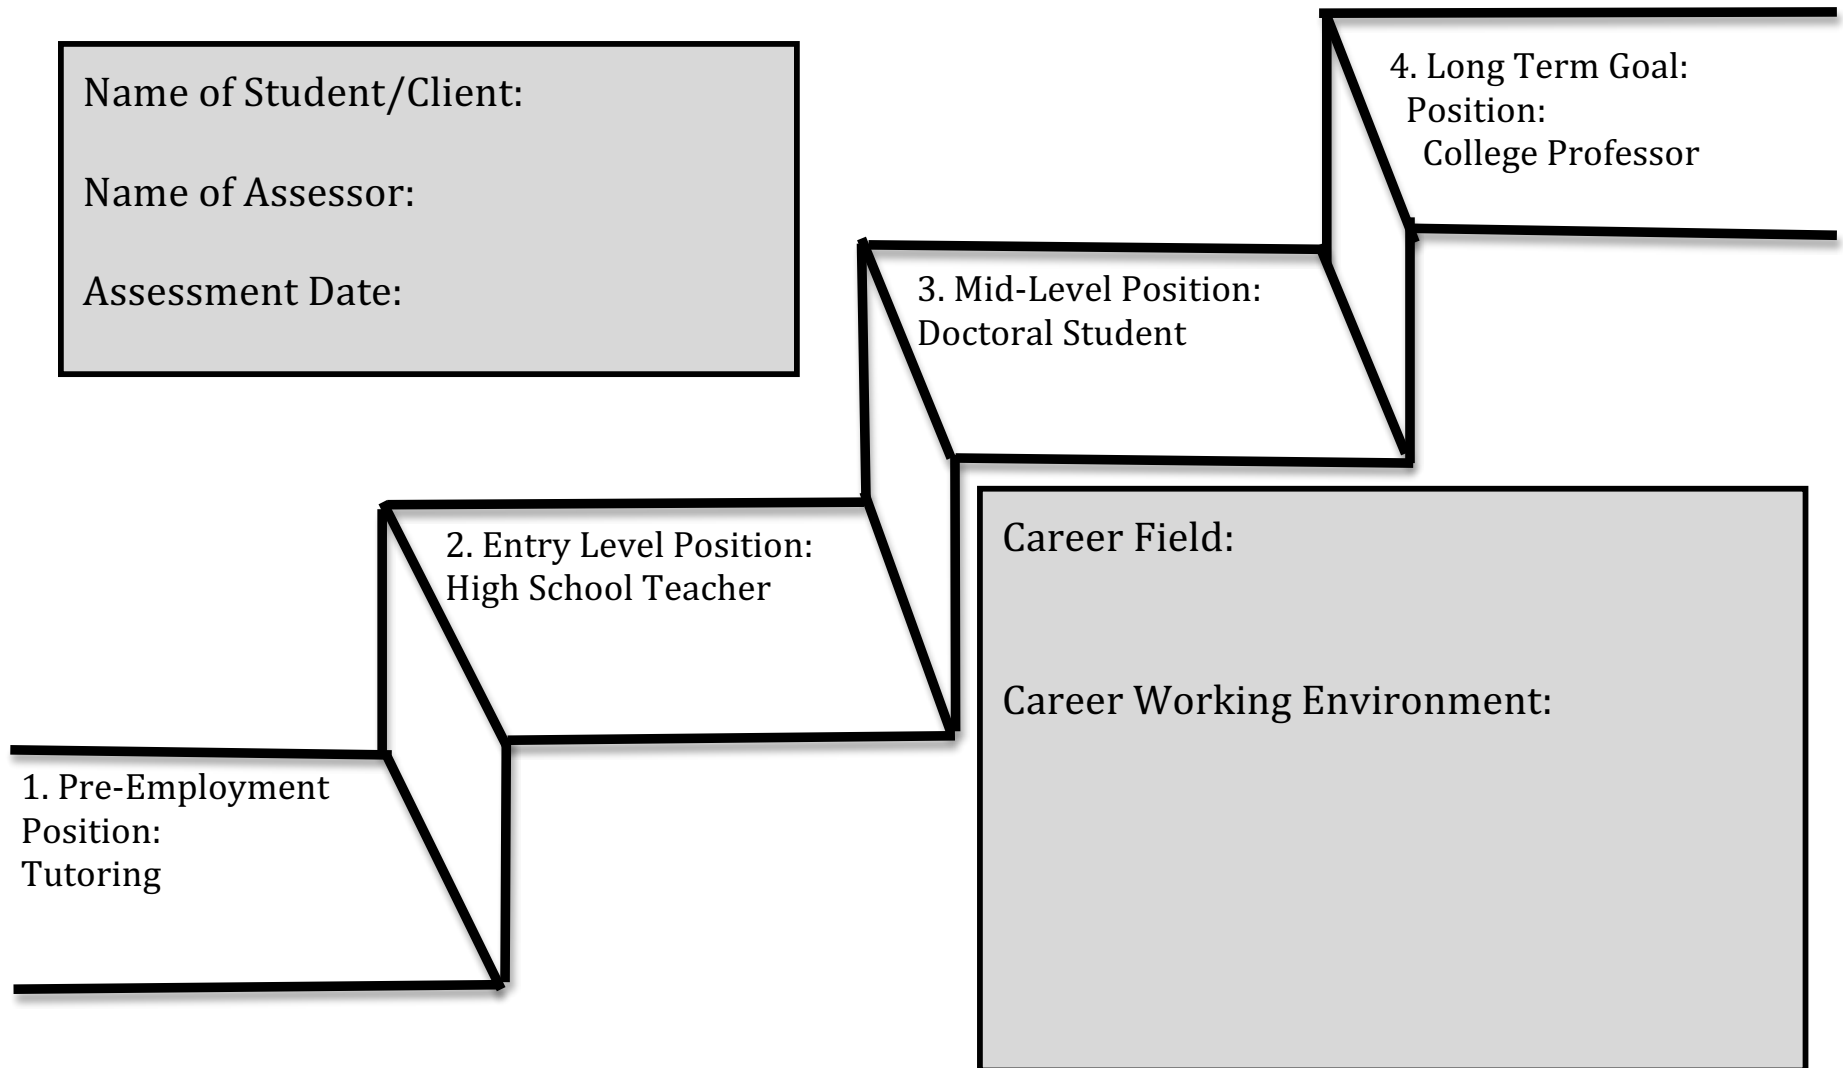 Name of Student/Client:
Name of Assessor:
Assessment Date:
4. Long Term Goal:
Position:
College Professor
3. Mid-Level Position:
Doctoral Student
2. Entry Level Position:
High School Teacher
Career Field:
Career Working Environment:
1. Pre-Employment
Position:
Tutoring